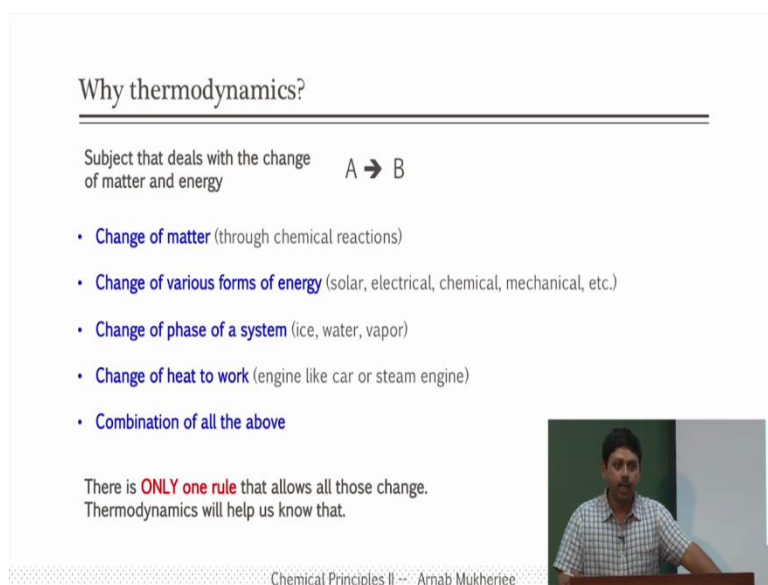 Why thermodynamics?
Subject that deals with the change
of matter and energy
A ➔ B
• Change of matter (through chemical reactions)
• Change of various forms of energy (solar, electrical, chemical, mechanical, etc.)
• Change of phase of a system (ice, water, vapor)
• Change of heat to work (engine like car or steam engine)
• Combination of all the above
There is ONLY one rule that allows all those change.
Thermodynamics will help us know that.
Chemical Principles II -- Arnab Mukherjee